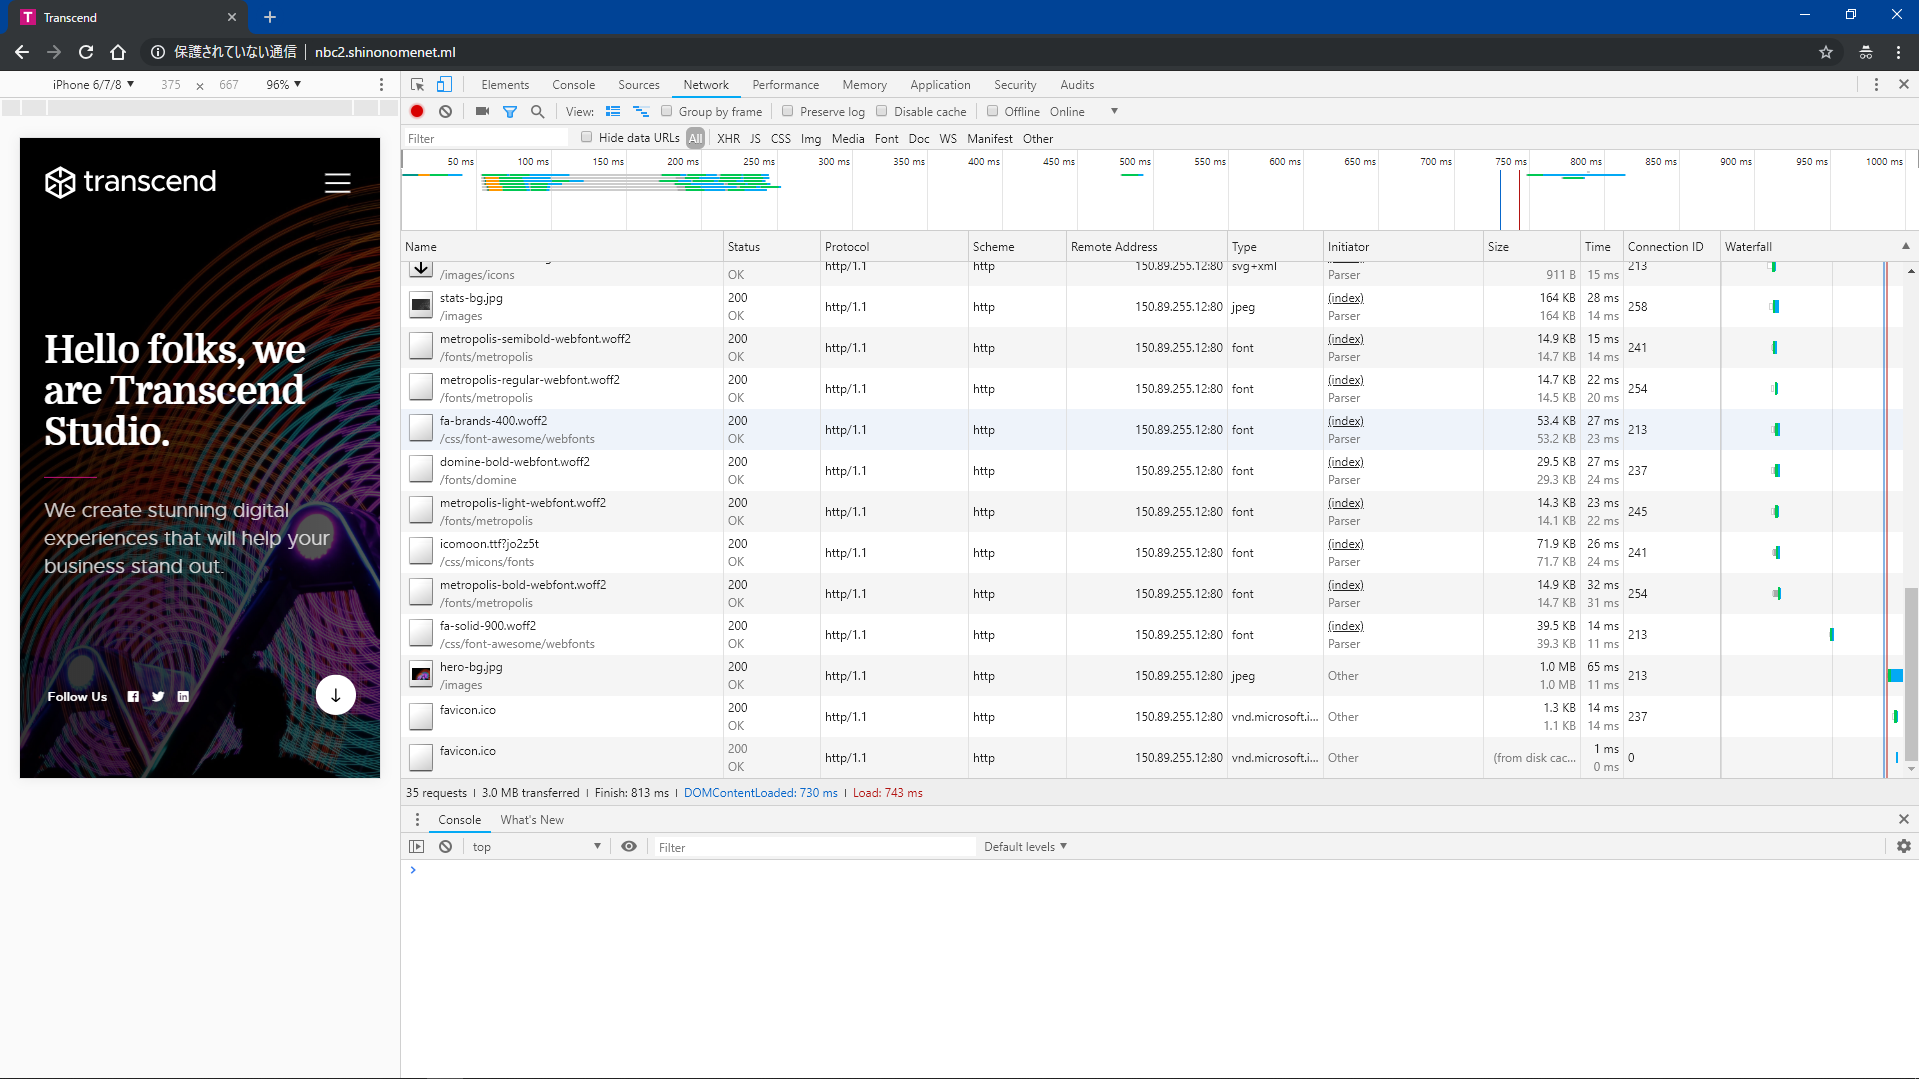 Transcend
保護されていない通信 nbc2.shinonomenet.ml
iPhone 6/7/8 375 x 667 96%
Elements Console Sources Network Performance Memory Application Security Audits
View: Group by frame Preserve log Disable cache Offline Online
Filter Hide data URLs All XHR JS CSS Img Media Font Doc WS Manifest Other
50 ms 100 ms 150 ms 200 ms 250 ms 300 ms 350 ms 400 ms 450 ms 500 ms 550 ms 600 ms 650 ms 700 ms 750 ms 800 ms 850 ms 900 ms 950 ms 1000 ms
transcend
Hello folks, we
are Transcend
Studio.
We create stunning digital
experiences that will help your
business stand out.
Follow Us
Name Status Protocol Scheme Remote Address Type Initiator Size Time Connection ID Waterfall
http/1.1 http 150.89.255.12:80 svg+xml 213
/images/icons OK Parser 911 B 15 ms
stats-bg.jpg 200 (index) 164 KB 28 ms
http/1.1 http 150.89.255.12:80 jpeg 258
/images OK Parser 164 KB 14 ms
metropolis-semibold-webfont.woff2 200 (index) 14.9 KB 15 ms
http/1.1 http 150.89.255.12:80 font 241
/fonts/metropolis OK Parser 14.7 KB 14 ms
metropolis-regular-webfont.woff2 200 (index) 14.7 KB 22 ms
http/1.1 http 150.89.255.12:80 font 254
/fonts/metropolis OK Parser 14.5 KB 20 ms
fa-brands-400.woff2 200 (index) 53.4 KB 27 ms
http/1.1 http 150.89.255.12:80 font 213
/css/font-awesome/webfonts OK Parser 53.2 KB 23 ms
domine-bold-webfont.woff2 200 (index) 29.5 KB 27 ms
http/1.1 http 150.89.255.12:80 font 237
/fonts/domine OK Parser 29.3 KB 24 ms
metropolis-light-webfont.woff2 200 (index) 14.3 KB 23 ms
http/1.1 http 150.89.255.12:80 font 245
/fonts/metropolis OK Parser 14.1 KB 22 ms
icomoon.ttf?jo2z5t 200 (index) 71.9 KB 26 ms
http/1.1 http 150.89.255.12:80 font 241
/css/micons/fonts OK Parser 71.7 KB 24 ms
metropolis-bold-webfont.woff2 200 (index) 14.9 KB 32 ms
http/1.1 http 150.89.255.12:80 font 254
/fonts/metropolis OK Parser 14.7 KB 31 ms
fa-solid-900.woff2 200 (index) 39.5 KB 14 ms
http/1.1 http 150.89.255.12:80 font 213
/css/font-awesome/webfonts OK Parser 39.3 KB 11 ms
hero-bg.jpg 200 1.0 MB 65 ms
http/1.1 http 150.89.255.12:80 jpeg Other 213
/images OK 1.0 MB 11 ms
favicon.ico 200 1.3 KB 14 ms
http/1.1 http 150.89.255.12:80 vnd.microsoft.i... Other 237
OK 1.1 KB 14 ms
favicon.ico 200 1 ms
http/1.1 http 150.89.255.12:80 vnd.microsoft.i... Other (from disk cac... 0
OK 0 ms
35 requests | 3.0 MB transferred | Finish: 813 ms | DOMContentLoaded: 730 ms | Load: 743 ms
Console What's New
top Filter Default levels